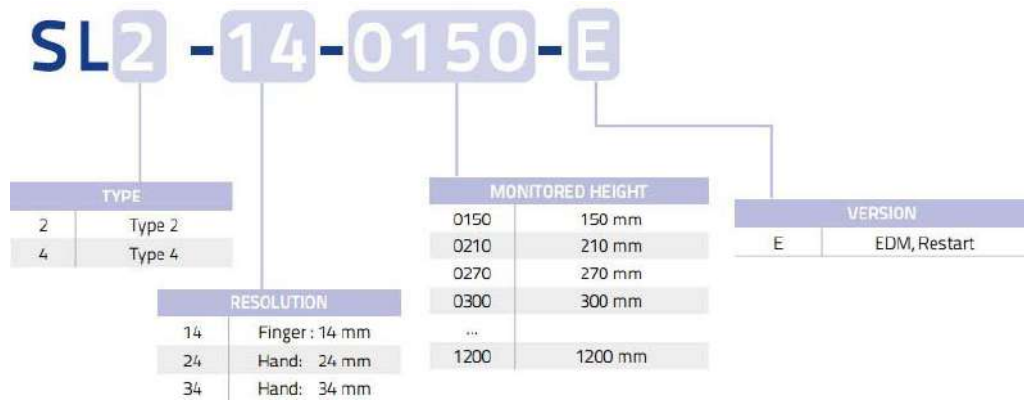 SL2 -14-0150-E
TYPE
2 Type 2
4 Type 4
RESOLUTION
14 Finger : 14 mm
24 Hand: 24 mm
34 Hand: 34 mm
MONITORED HEIGHT
0150 150 mm
0210 210 mm
0270 270 mm
0300 300 mm
...
1200 1200 mm
VERSION
E EDM, Restart